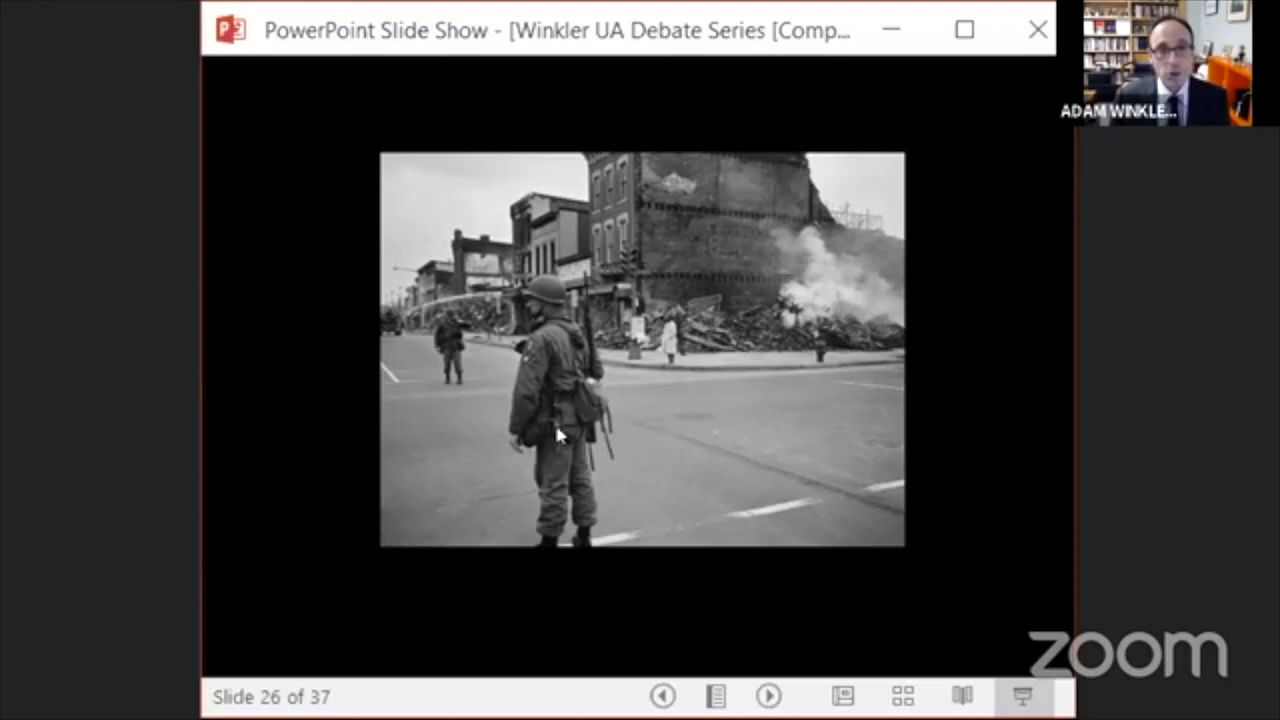 PowerPoint Slide Show - [Winkler UA Debate Series [Comp...
ADAM WINKLE...
zoom
Slide 26 of 37